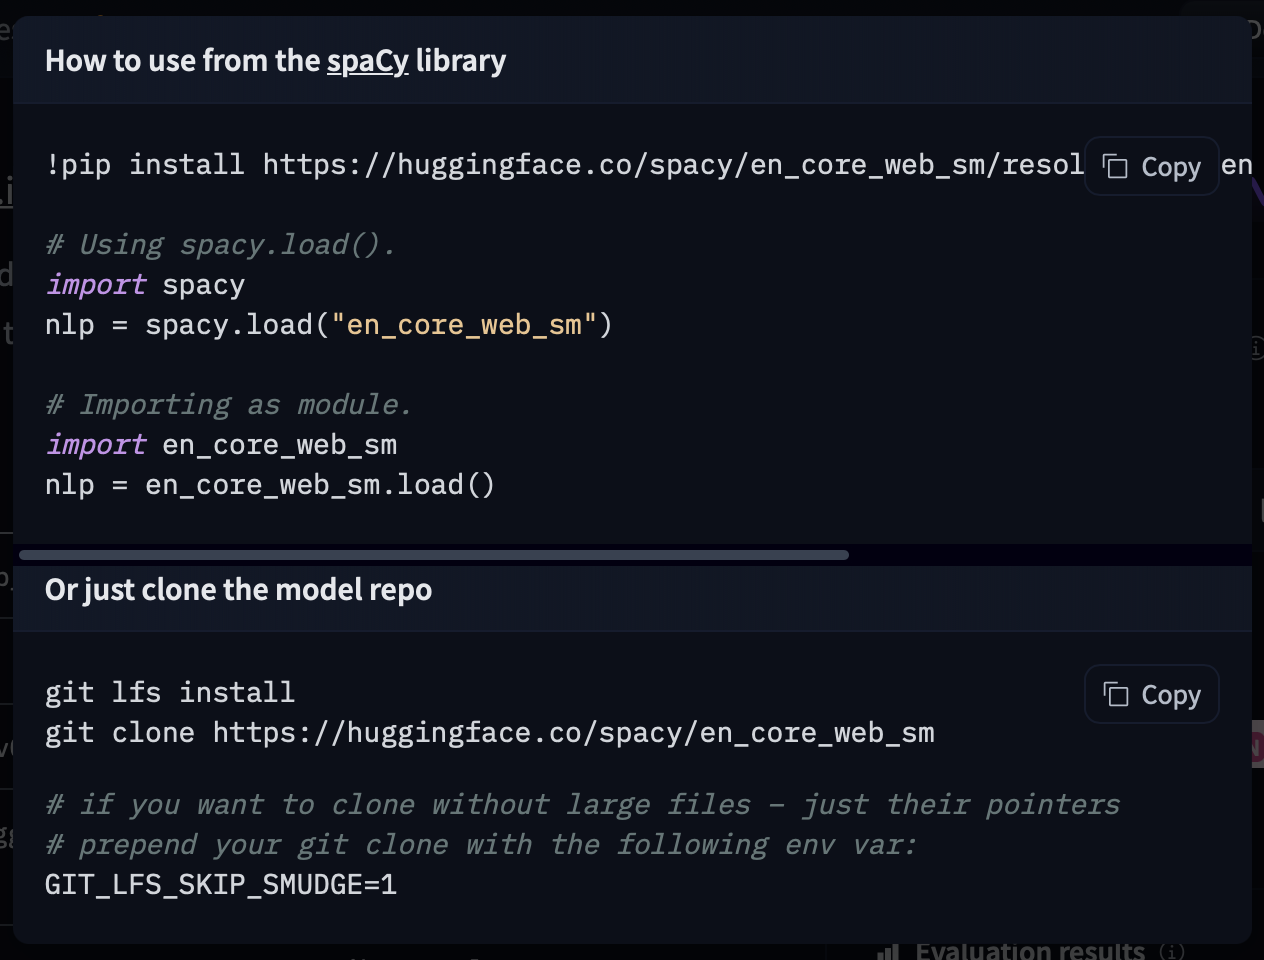 How to use from the spaCy library
!pip install https://huggingface.co/spacy/en_core_web_sm/resol
Copy
en
# Using spacy.load().
import spacy
nlp = spacy.load("en_core_web_sm")
# Importing as module.
import en_core_web_sm
nlp = en_core_web_sm.load()
Or just clone the model repo
git lfs install
Copy
git clone https://huggingface.co/spacy/en_core_web_sm
# if you want to clone without large files – just their pointers
# prepend your git clone with the following env var:
GIT_LFS_SKIP_SMUDGE=1
Evaluation results